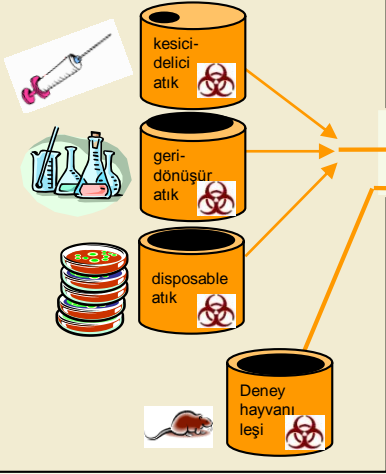 kesici-
delici
atık
geri-
dönüşür
atık
disposable
atık
Deney
hayvanı
leşi